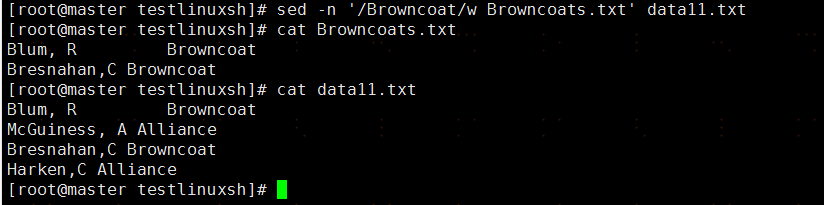 [root@master testlinuxsh]# sed -n '/Browncoat/w Browncoats.txt' data11.txt
[root@master testlinuxsh]# cat Browncoats.txt
Blum, R         Browncoat
Bresnahan,C Browncoat
[root@master testlinuxsh]# cat data11.txt
Blum, R         Browncoat
McGuiness, A Alliance
Bresnahan,C Browncoat
Harken,C Alliance
[root@master testlinuxsh]#